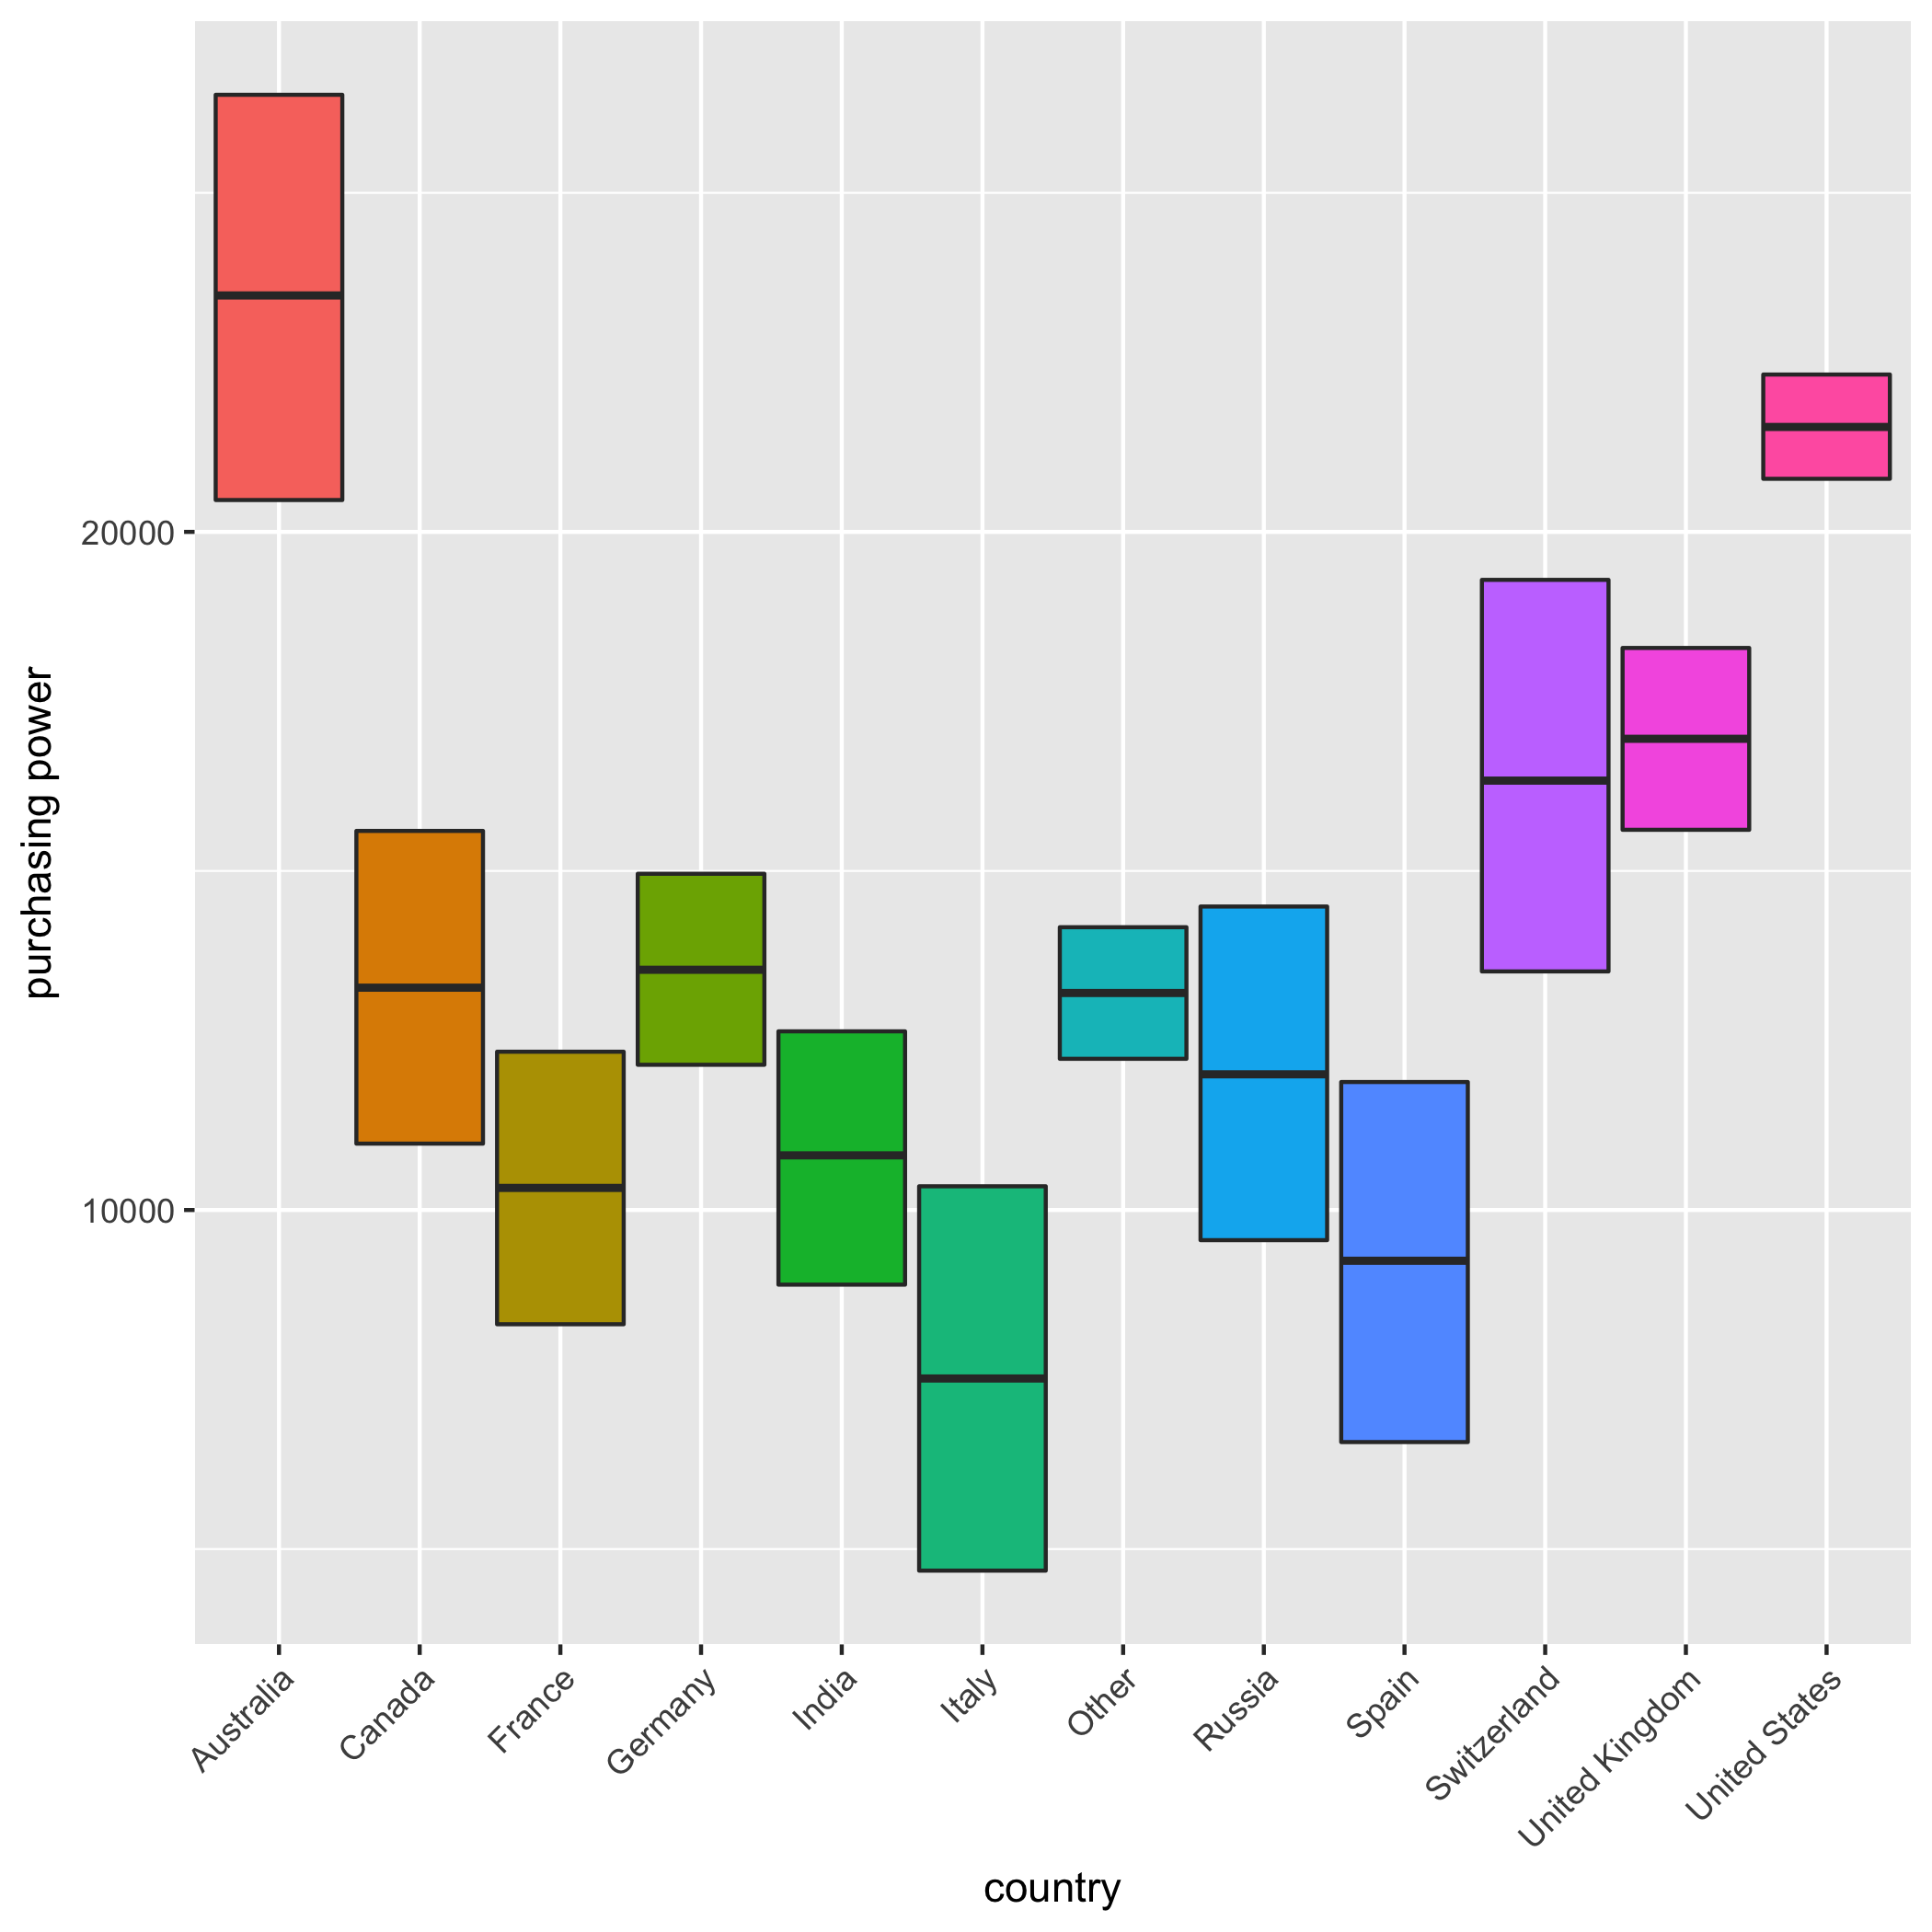 purchasing power
20000
10000
Australia
Canada
France
Germany
India
Italy
Other
Russia
Spain
Switzerland
United Kingdom
United States
country